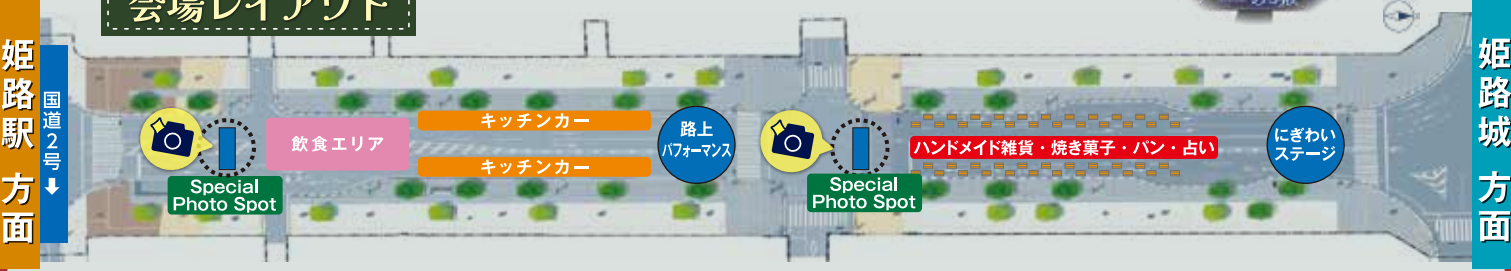 会場レイアウト
姫路駅 方面
国道2号
飲食エリア
キッチンカー
キッチンカー
Special
Photo Spot
路上
パフォーマンス
Special
Photo Spot
ハンドメイド雑貨・焼き菓子・パン・占い
にぎわい
ステージ
姫路城 方面